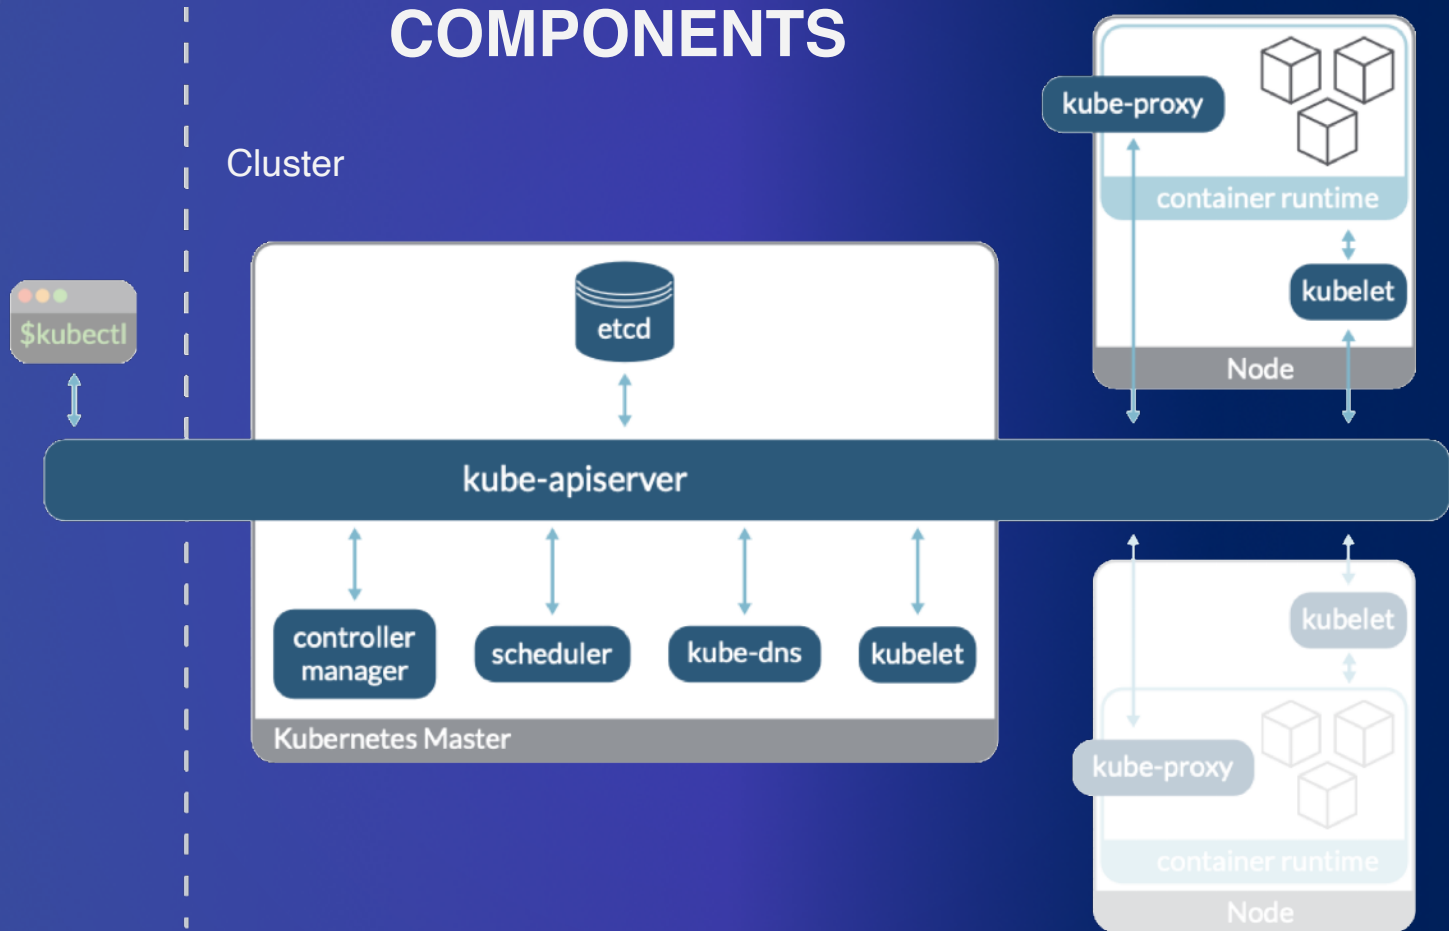 COMPONENTS
Cluster
$kubectl
etcd
kube-apiserver
controller
manager
scheduler
kube-dns
kubelet
Kubernetes Master
kube-proxy
container runtime
kubelet
Node
kubelet
kube-proxy
container runtime
Node